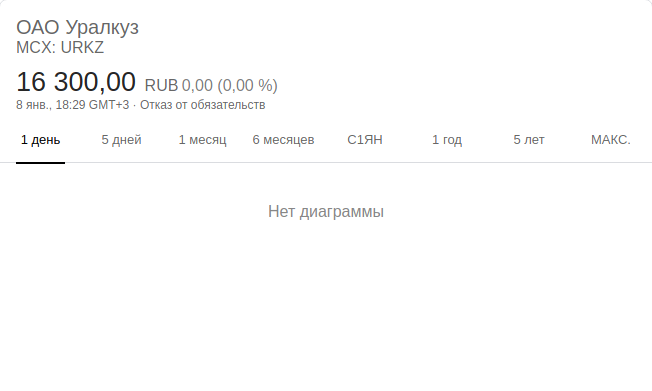 ОАО Уралкуз
MCX: URKZ
16 300,00 RUB 0,00 (0,00 %)
8 янв., 18:29 GMT+3 · Отказ от обязательств
1 день 5 дней 1 месяц 6 месяцев С1ЯН 1 год 5 лет МАКС.
Нет диаграммы